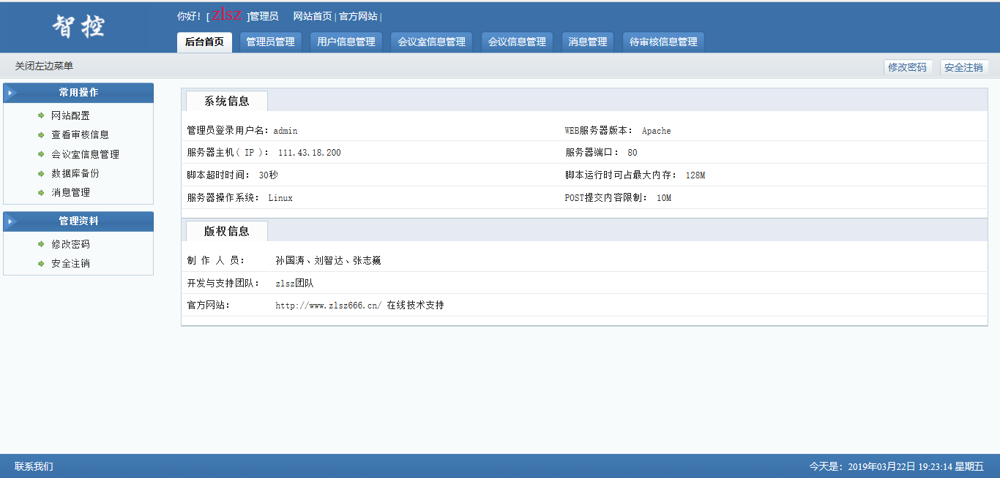 智控
你好！[ zlsz ]管理员 网站首页 | 官方网站 |
后台首页 管理员管理 用户信息管理 会议室信息管理 会议信息管理 消息管理 待审核信息管理
关闭左边菜单 修改密码 安全注销
常用操作
网站配置
查看审核信息
会议室信息管理
数据库备份
消息管理
管理资料
修改密码
安全注销
系统信息
管理员登录用户名：admin WEB服务器版本： Apache
服务器主机( IP )： 111.43.18.200 服务器端口： 80
脚本超时时间： 30秒 脚本运行时可占最大内存： 128M
服务器操作系统： Linux POST提交内容限制： 10M
版权信息
制 作 人 员： 孙国涛、刘智达、张志巍
开发与支持团队： zlsz团队
官方网站： http://www.zlsz666.cn/ 在线技术支持
联系我们 今天是：2019年03月22日 19:23:14 星期五